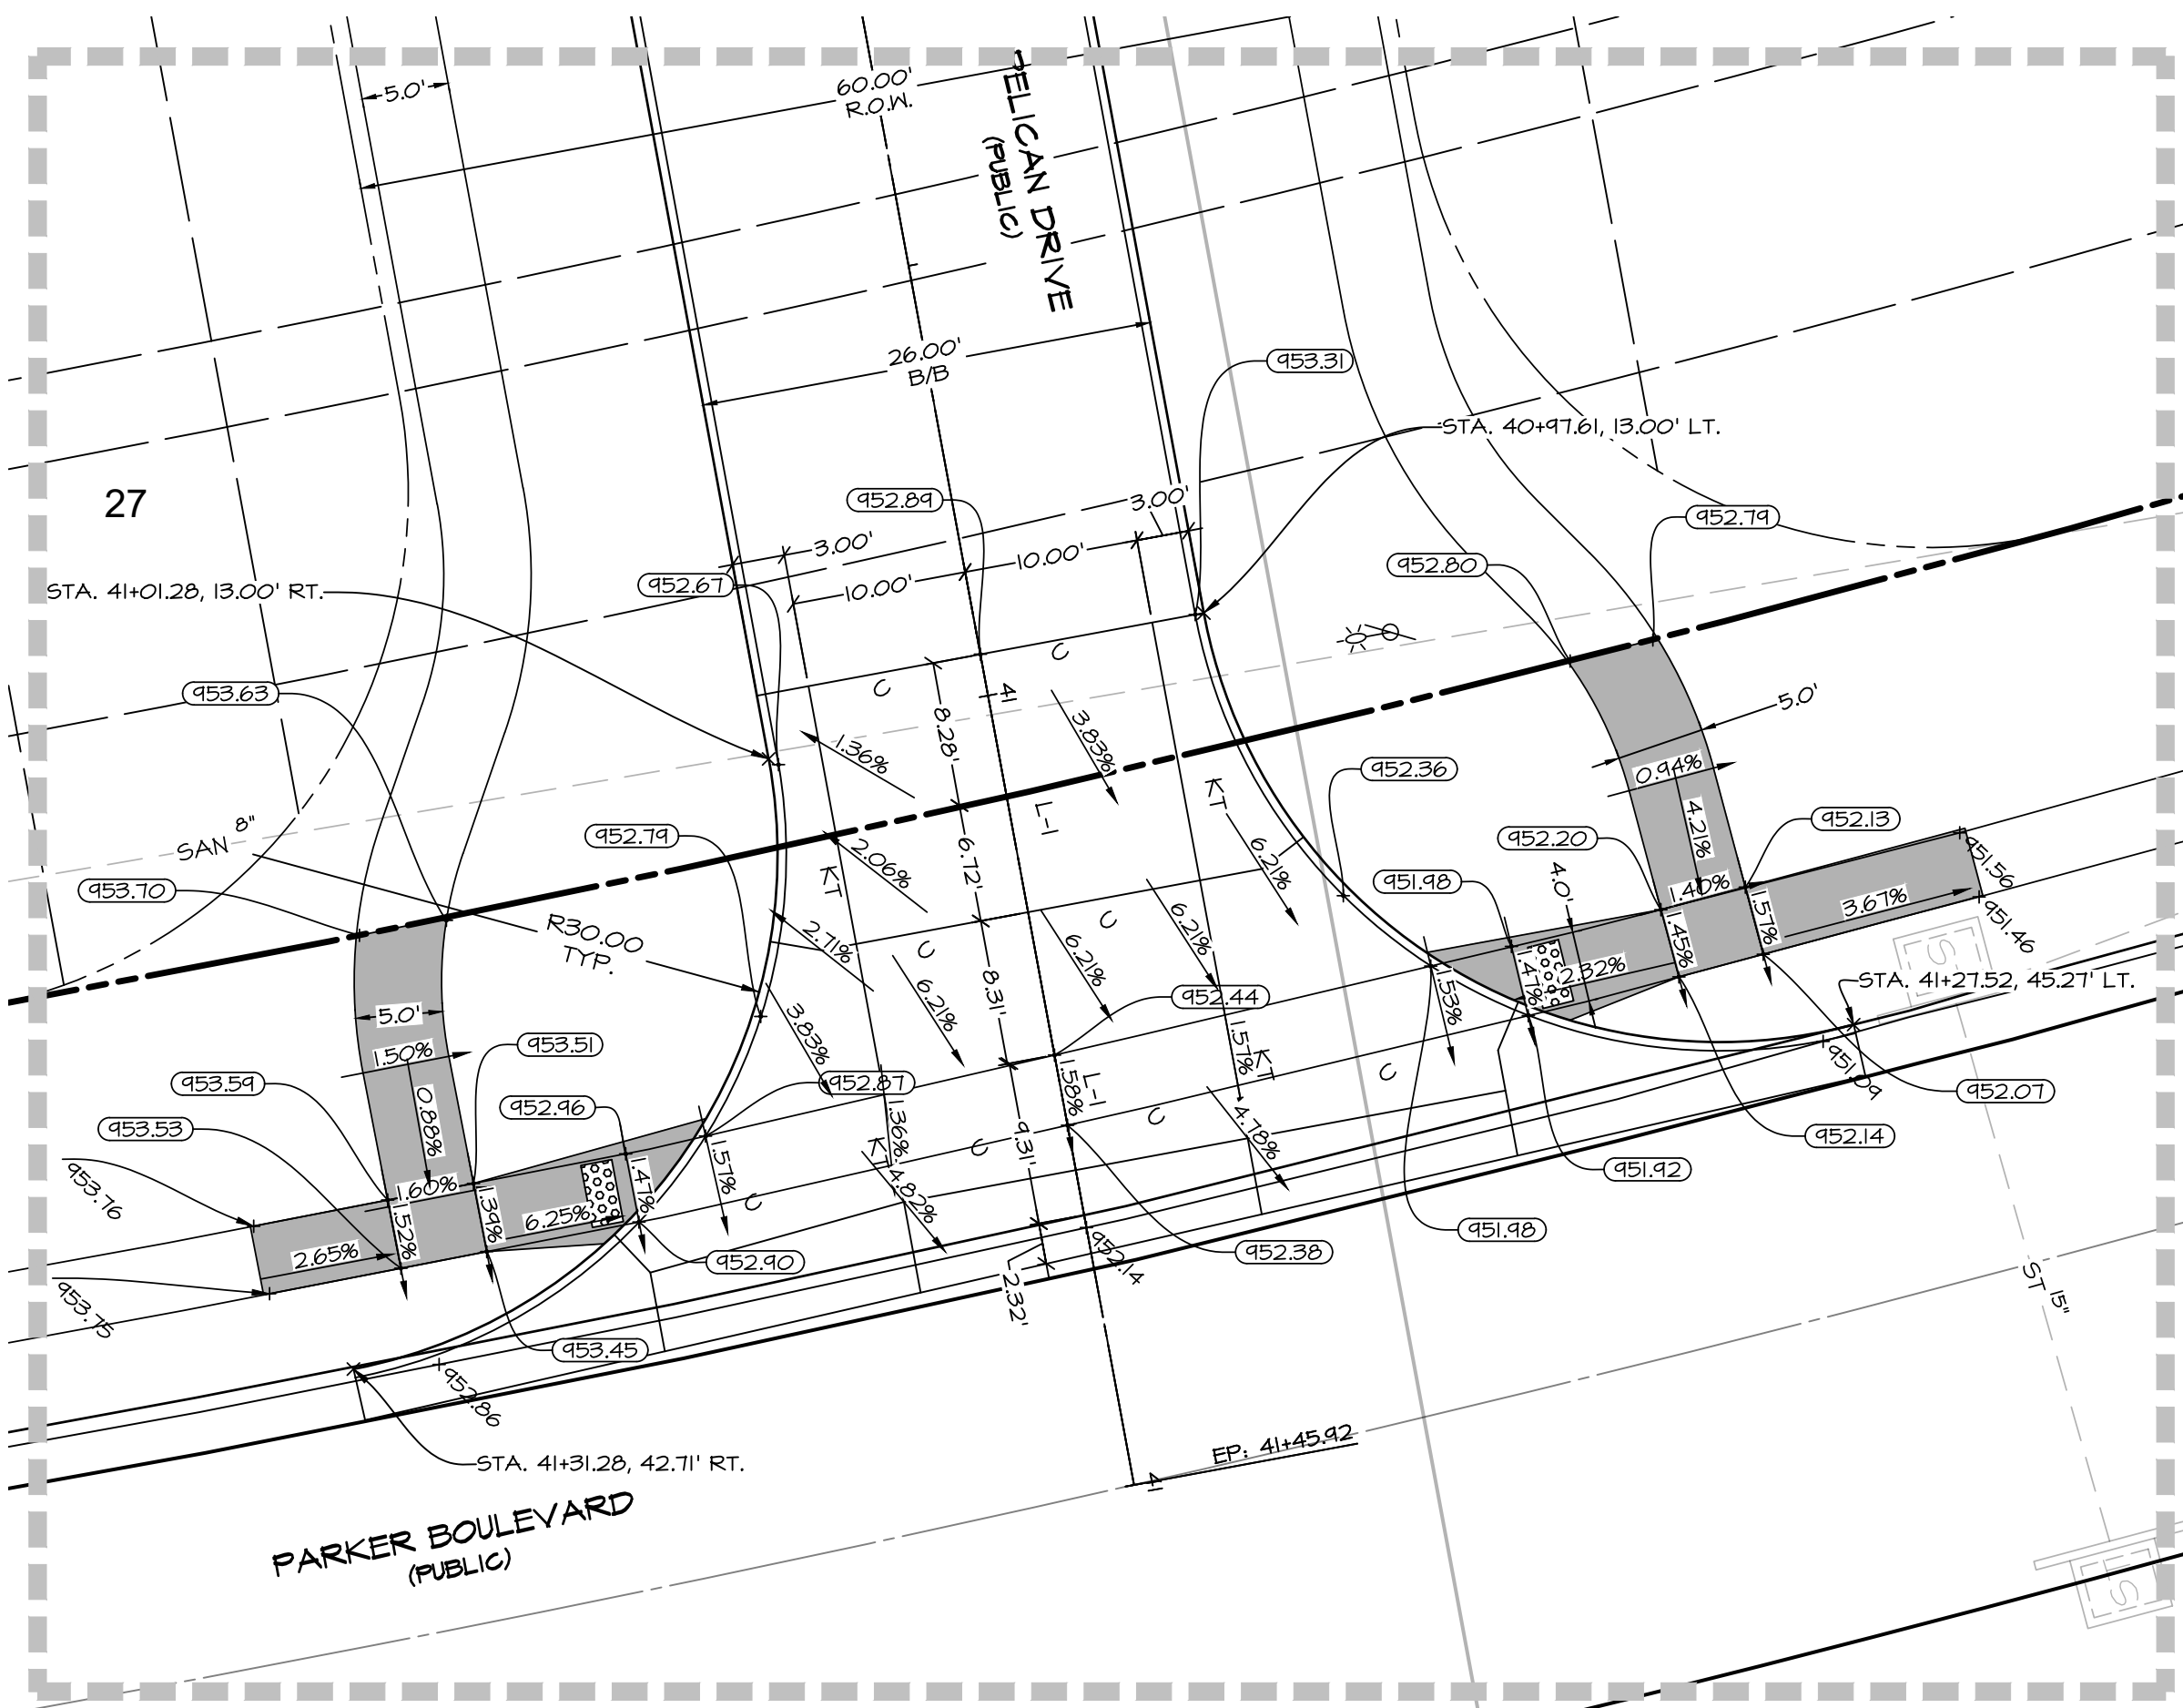 5.0'
60.00'
R.O.W.
PELICAN DRIVE
(PUBLIC)
26.00'
B/B
953.31
STA. 40+97.61, 13.00' LT.
27
952.89
3.00'
952.79
3.00'
10.00'
10.00'
952.80
952.67
STA. 41+01.28, 13.00' RT.
C
C
953.63
41
8.28'
3.83%
5.0'
1.36%
952.36
0.94%
KT
L-1
SAN 8"
952.79
2.06%
KT
6.72'
6.21%
952.20
4.21%
952.13
951.56
953.70
951.98
4.0'
1.40%
1.57%
3.67%
951.46
R30.00
TYP.
2.71%
C
C
6.21%
6.21%
1.45%
ST
1.47%
2.32%
5.0'
8.31'
952.44
1.53%
STA. 41+27.52, 45.27' LT.
3.83%
6.21%
1.50%
953.51
1.57%
KT
C
951.09
953.59
952.87
1.58%
L-1
952.07
0.88%
952.96
1.36%
C
4.78%
952.14
953.53
1.57%
KT
C
9.31'
952.38
951.92
953.76
1.60%
1.39%
1.47%
C
4.82%
951.98
2.65%
1.52%
6.25%
952.90
952.14
2.32'
953.75
953.45
952.86
ST 15"
STA. 41+31.28, 42.71' RT.
EP: 41+45.92
41
PARKER BOULEVARD
(PUBLIC)
ST